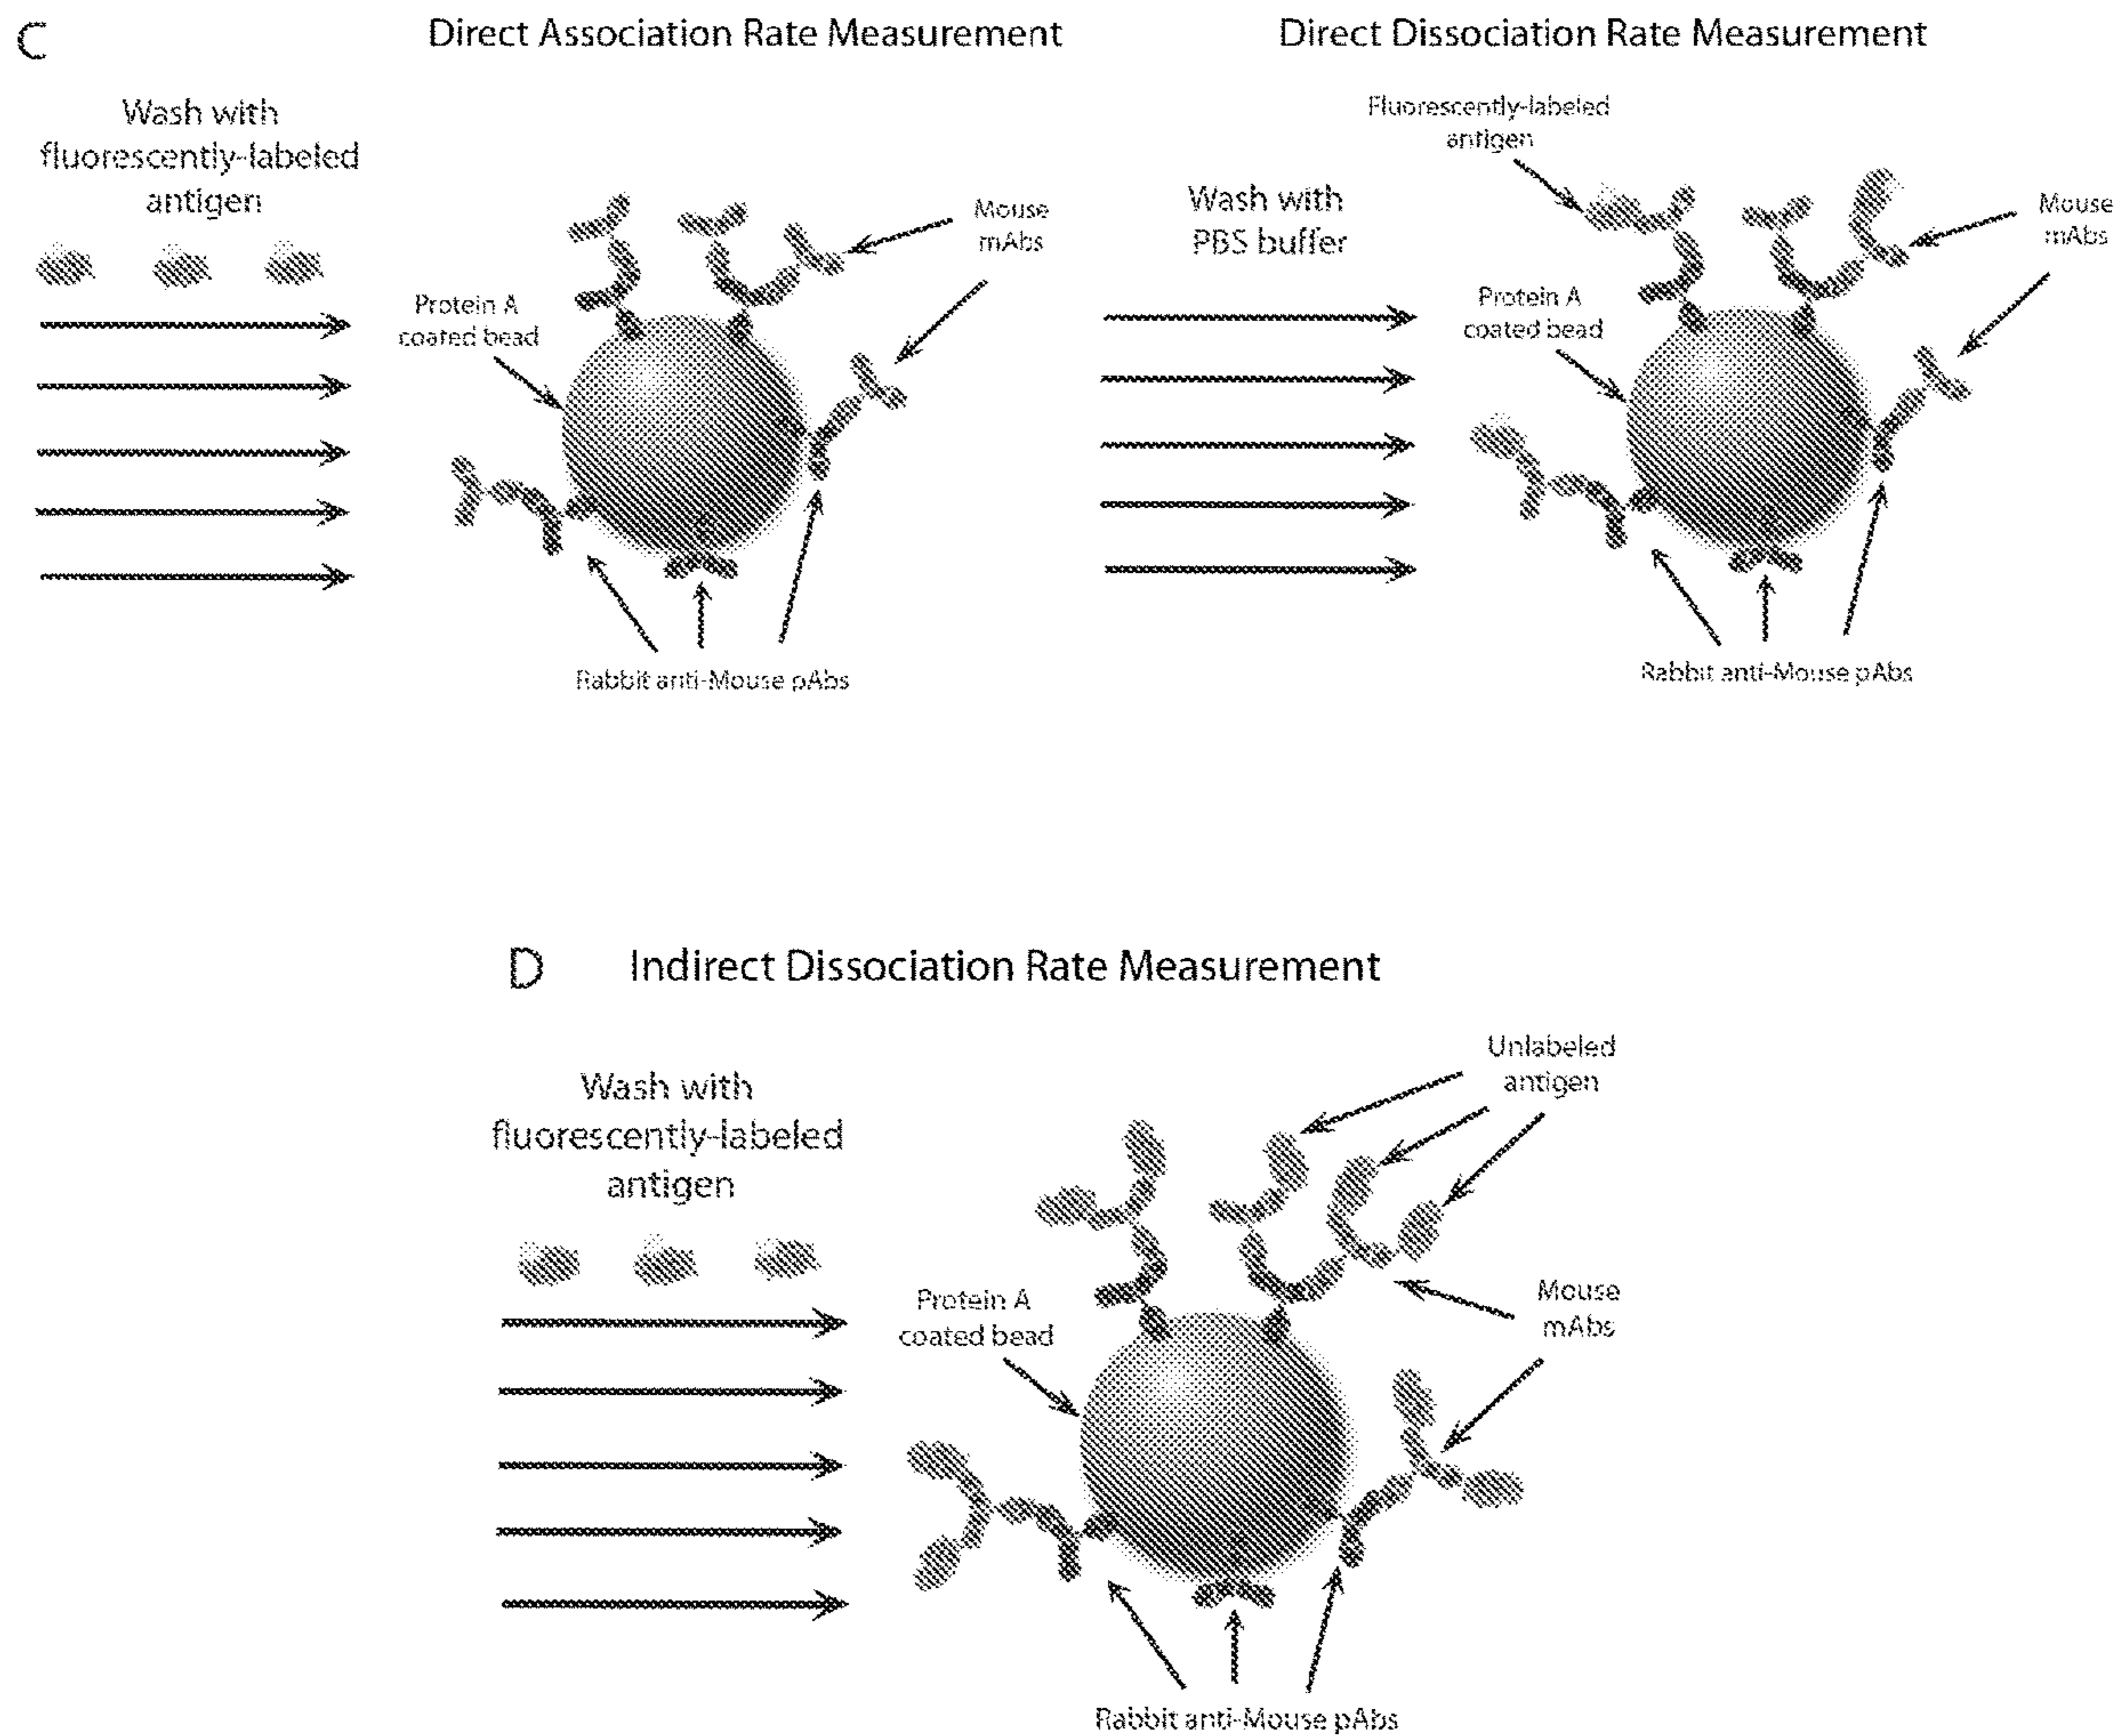 C
Direct Association Rate Measurement
Direct Dissociation Rate Measurement
Wash with
fluorescently-labeled
antigen
Protein A
coated bead
Mouse
mAbs
Rabbit anti-Mouse pAbs
Fluorescently-labeled
antigen
Wash with
PBS buffer
Protein A
coated bead
Mouse
mAbs
Rabbit anti-Mouse pAbs
D
Indirect Dissociation Rate Measurement
Wash with
fluorescently-labeled
antigen
Unlabeled
antigen
Protein A
coated bead
Mouse
mAbs
Rabbit anti-Mouse pAbs